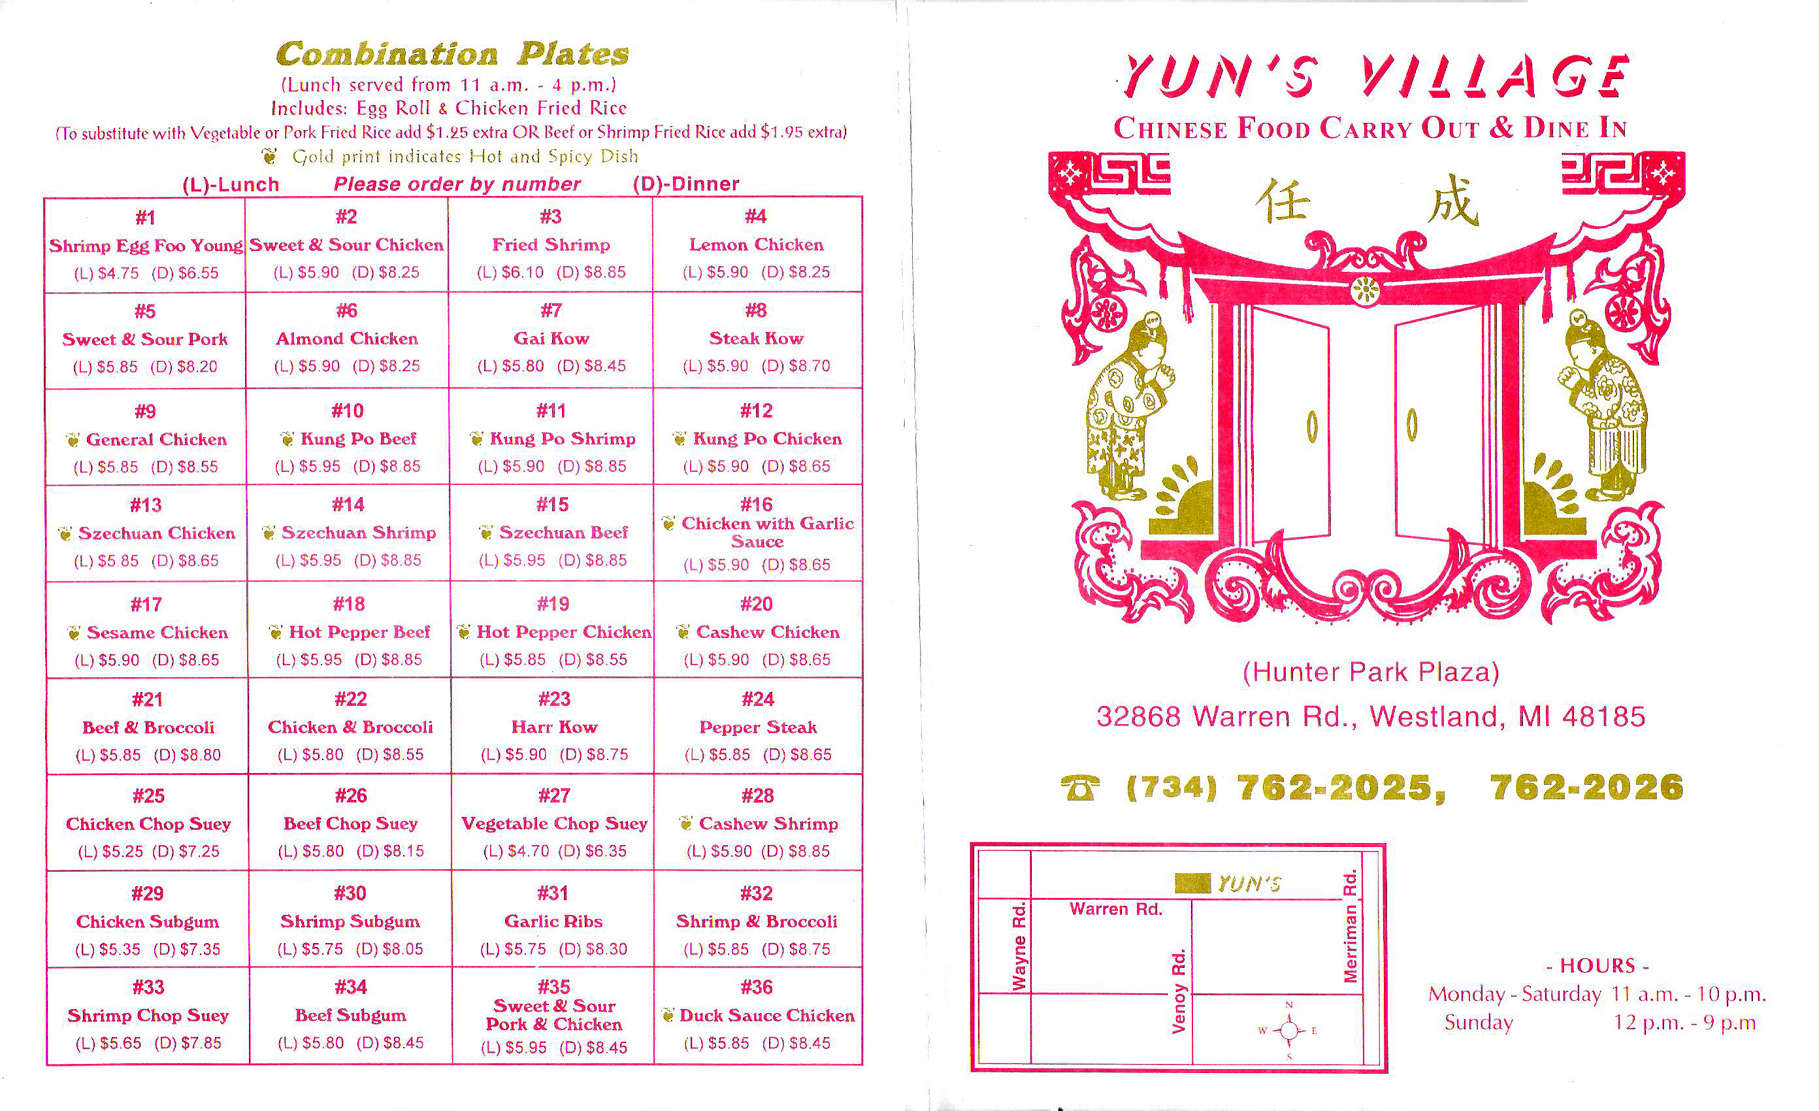 Combination Plates
(Lunch served from 11 a.m. - 4 p.m.)
Includes: Egg Roll & Chicken Fried Rice
(To substitute with Vegetable or Pork Fried Rice add $1.25 extra OR Beef or Shrimp Fried Rice add $1.95 extra)
Gold print indicates Hot and Spicy Dish
(L)-Lunch Please order by number (D)-Dinner
#1
Shrimp Egg Foo Young
(L) $4.75 (D) $6.55
#2
Sweet & Sour Chicken
(L) $5.90 (D) $8.25
#3
Fried Shrimp
(L) $6.10 (D) $8.85
#4
Lemon Chicken
(L) $5.90 (D) $8.25
#5
Sweet & Sour Pork
(L) $5.85 (D) $8.20
#6
Almond Chicken
(L) $5.90 (D) $8.25
#7
Gai Kow
(L) $5.80 (D) $8.45
#8
Steak Kow
(L) $5.90 (D) $8.70
#9
General Chicken
(L) $5.85 (D) $8.55
#10
Kung Po Beef
(L) $5.95 (D) $8.85
#11
Kung Po Shrimp
(L) $5.90 (D) $8.85
#12
Kung Po Chicken
(L) $5.90 (D) $8.65
#13
Szechuan Chicken
(L) $5.85 (D) $8.65
#14
Szechuan Shrimp
(L) $5.95 (D) $8.85
#15
Szechuan Beef
(L) $5.95 (D) $8.85
#16
Chicken with Garlic
Sauce
(L) $5.90 (D) $8.65
#17
Sesame Chicken
(L) $5.90 (D) $8.65
#18
Hot Pepper Beef
(L) $5.95 (D) $8.85
#19
Hot Pepper Chicken
(L) $5.85 (D) $8.55
#20
Cashew Chicken
(L) $5.90 (D) $8.65
#21
Beef & Broccoli
(L) $5.85 (D) $8.80
#22
Chicken & Broccoli
(L) $5.80 (D) $8.55
#23
Harr Kow
(L) $5.90 (D) $8.75
#24
Pepper Steak
(L) $5.85 (D) $8.65
#25
Chicken Chop Suey
(L) $5.25 (D) $7.25
#26
Beef Chop Suey
(L) $5.80 (D) $8.15
#27
Vegetable Chop Suey
(L) $4.70 (D) $6.35
#28
Cashew Shrimp
(L) $5.90 (D) $8.85
#29
Chicken Subgum
(L) $5.35 (D) $7.35
#30
Shrimp Subgum
(L) $5.75 (D) $8.05
#31
Garlic Ribs
(L) $5.75 (D) $8.30
#32
Shrimp & Broccoli
(L) $5.85 (D) $8.75
#33
Shrimp Chop Suey
(L) $5.65 (D) $7.85
#34
Beef Subgum
(L) $5.80 (D) $8.45
#35
Sweet & Sour
Pork & Chicken
(L) $5.95 (D) $8.45
#36
Duck Sauce Chicken
(L) $5.85 (D) $8.45
YUN'S VILLAGE
CHINESE FOOD CARRY OUT & DINE IN
任 成
(Hunter Park Plaza)
32868 Warren Rd., Westland, MI 48185
☎ (734) 762-2025, 762-2026
YUN'S
Warren Rd.
Wayne Rd.
Venoy Rd.
Merriman Rd.
N
W E
S
- HOURS -
Monday - Saturday 11 a.m. - 10 p.m.
Sunday 12 p.m. - 9 p.m